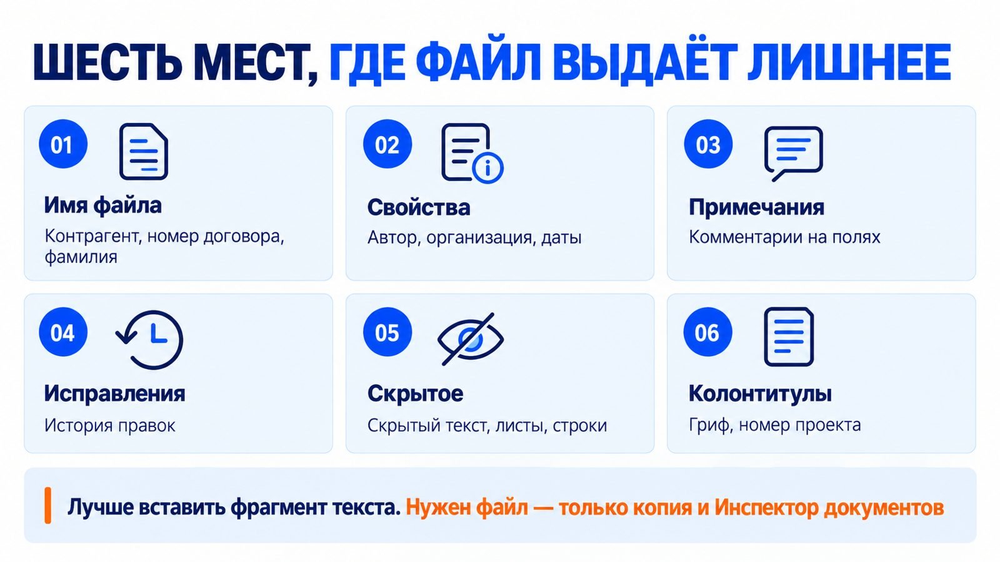 ШЕСТЬ МЕСТ, ГДЕ ФАЙЛ ВЫДАЁТ ЛИШНЕЕ
01
Имя файла
Контрагент, номер договора,
фамилия
02
i
Свойства
Автор, организация, даты
03
Примечания
Комментарии на полях
04
Исправления
История правок
05
Скрытое
Скрытый текст, листы, строки
06
Колонтитулы
Гриф, номер проекта
Лучше вставить фрагмент текста. Нужен файл — только копия и Инспектор документов